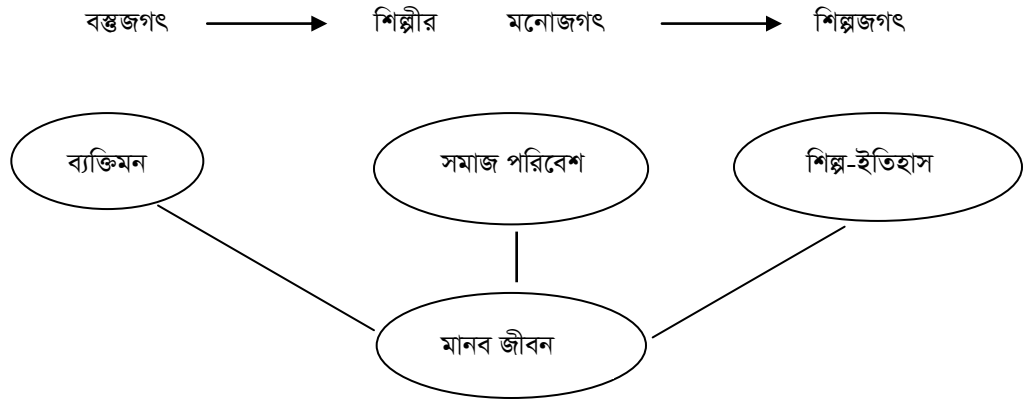 বস্তুজগৎ শিল্পীর মনোজগৎ শিল্পজগৎ
ব্যক্তিমন সমাজ পরিবেশ শিল্প-ইতিহাস
মানব জীবন